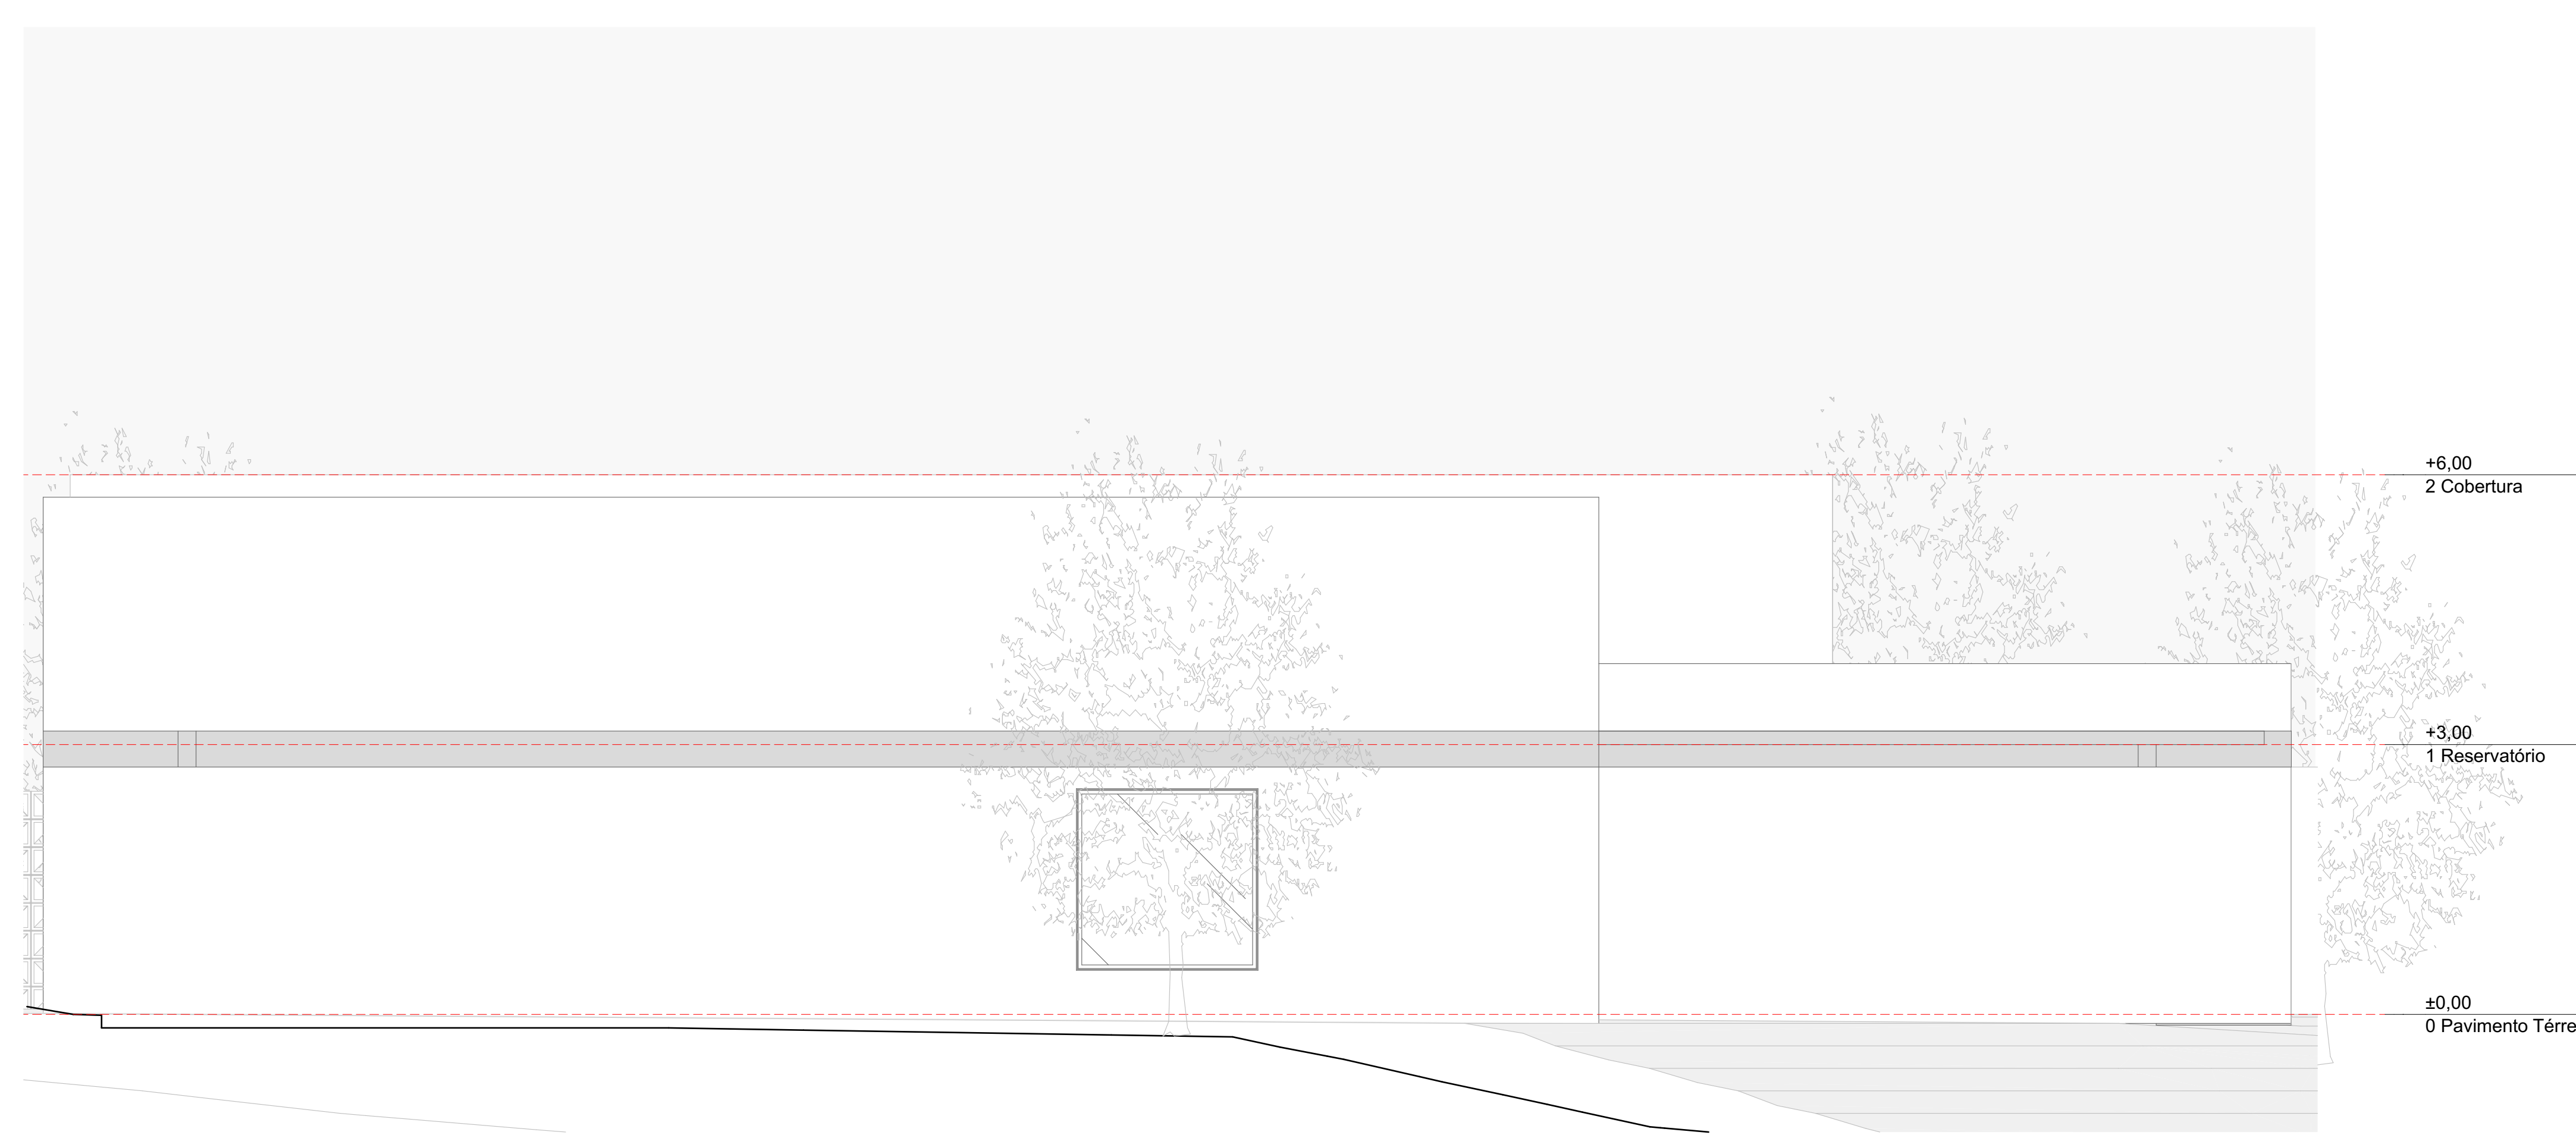 +6,00
2 Cobertura
+3,00
1 Reservatório
±0,00
0 Pavimento Térre